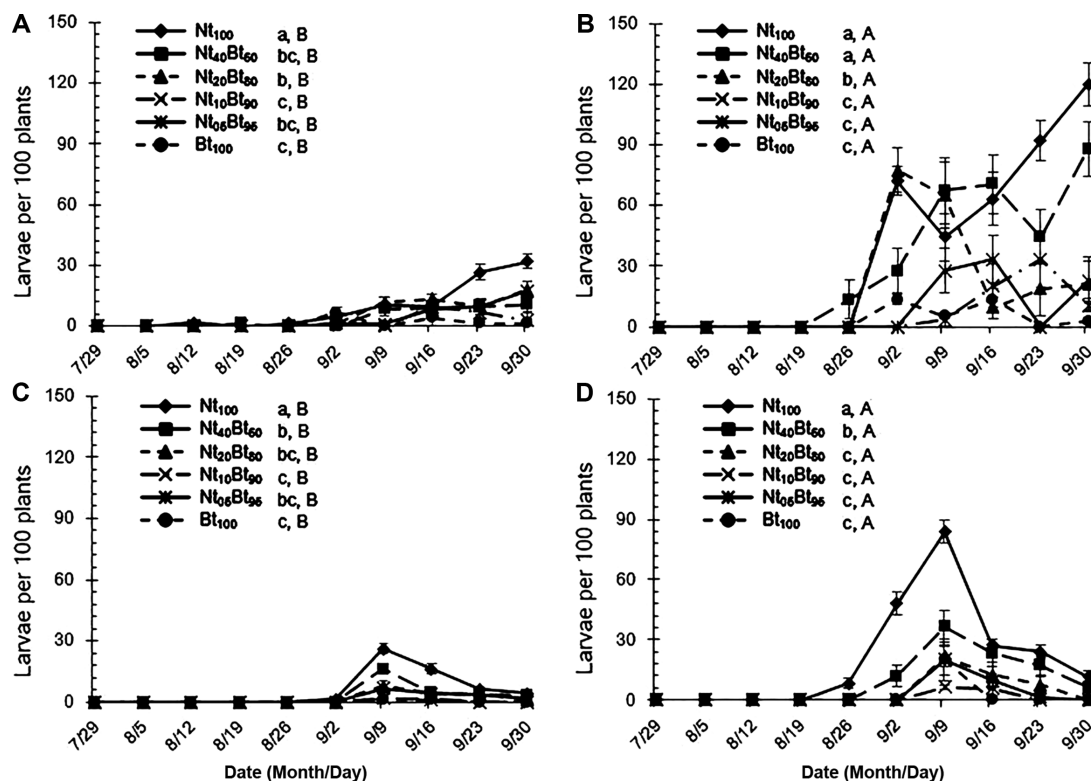 A
150
120
90
60
30
0
Larvae per 100 plants
Nt100 a, B
Nt40Bt60 bc, B
Nt20Bt80 b, B
Nt10Bt90 c, B
Nt05Bt95 bc, B
Bt100 c, B
7/29 8/5 8/12 8/19 8/26 9/2 9/9 9/16 9/23 9/30
B
150
120
90
60
30
0
Larvae per 100 plants
Nt100 a, A
Nt40Bt60 a, A
Nt20Bt80 b, A
Nt10Bt90 c, A
Nt05Bt95 c, A
Bt100 c, A
7/29 8/5 8/12 8/19 8/26 9/2 9/9 9/16 9/23 9/30
C
150
120
90
60
30
0
Larvae per 100 plants
Nt100 a, B
Nt40Bt60 b, B
Nt20Bt80 bc, B
Nt10Bt90 c, B
Nt05Bt95 bc, B
Bt100 c, B
7/29 8/5 8/12 8/19 8/26 9/2 9/9 9/16 9/23 9/30
Date (Month/Day)
D
150
120
90
60
30
0
Larvae per 100 plants
Nt100 a, A
Nt40Bt60 b, A
Nt20Bt80 c, A
Nt10Bt90 c, A
Nt05Bt95 c, A
Bt100 c, A
7/29 8/5 8/12 8/19 8/26 9/2 9/9 9/16 9/23 9/30
Date (Month/Day)